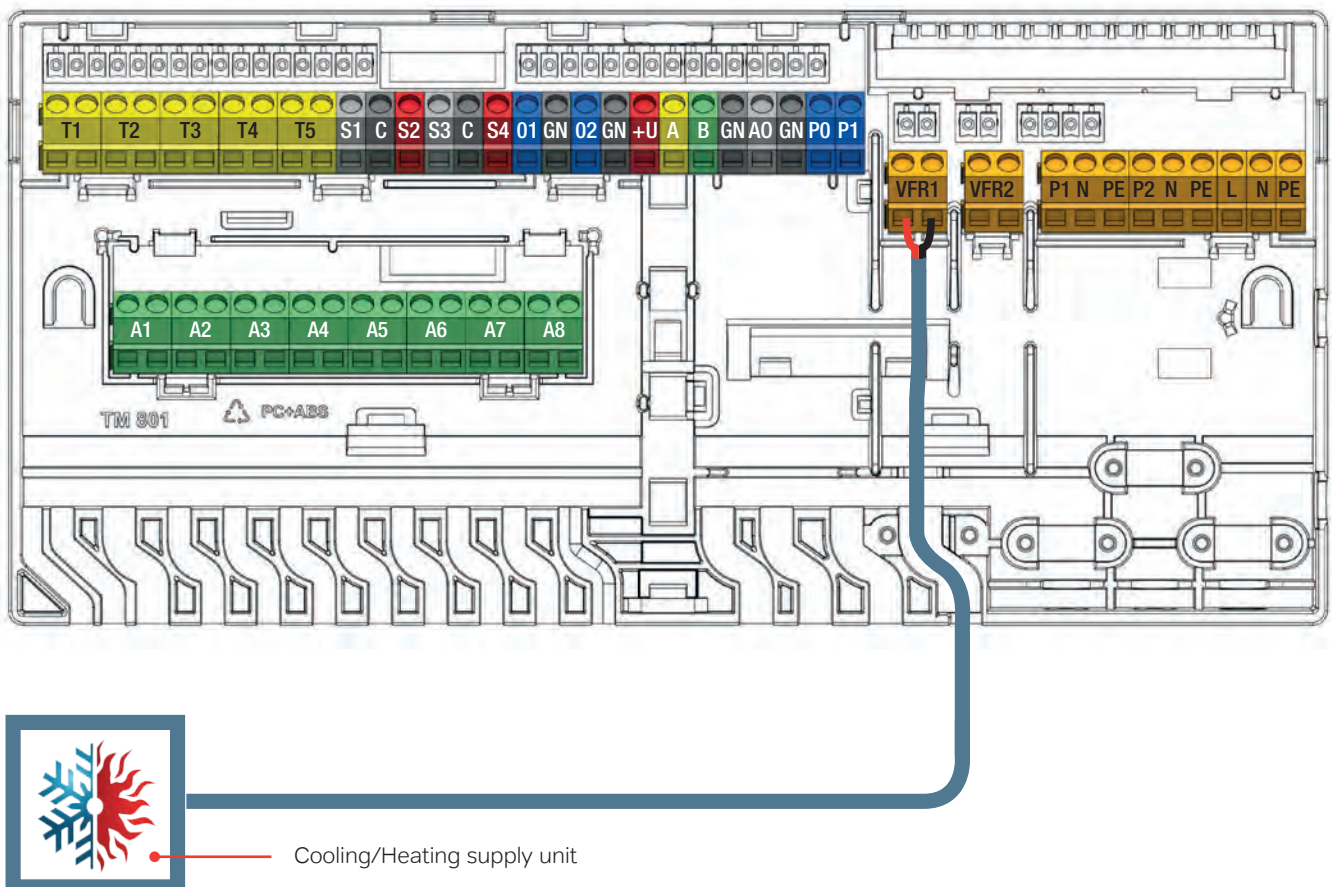 T1 T2 T3 T4 T5 S1 C S2 S3 C S4 01 GN 02 GN +U A B GN AO GN P0 P1
VFR1 VFR2 P1 N PE P2 N PE L N PE
A1 A2 A3 A4 A5 A6 A7 A8
TM 801 PC+ABS
Cooling/Heating supply unit